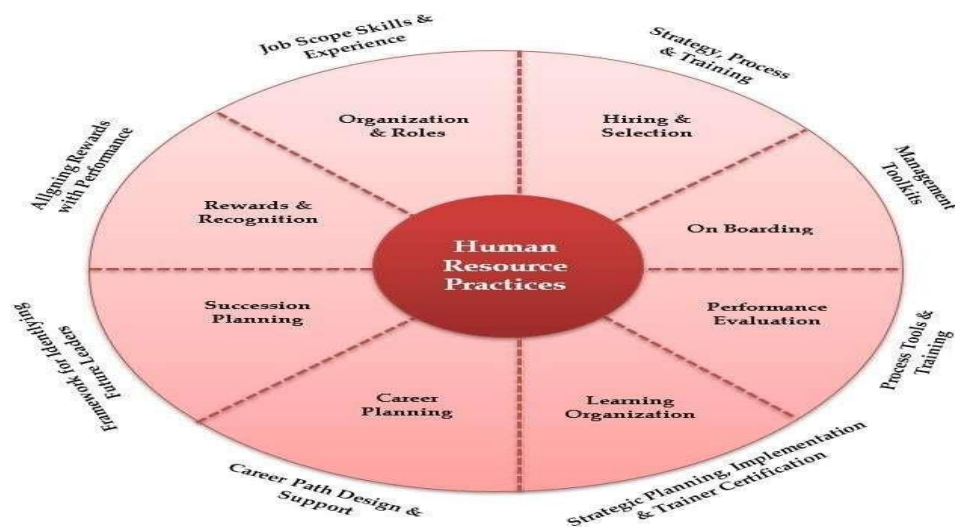 Human
Resource
Practices
Hiring &
Selection
Strategy, Process
& Training
On Boarding
Management
Toolkits
Performance
Evaluation
Process Tools &
Training
Learning
Organization
Strategic Planning, Implementation
& Trainer Certification
Career
Planning
Career Path Design &
Support
Succession
Planning
Framework for Identifying
Future Leaders
Rewards &
Recognition
Alligning Rewards
with Performance
Organization
& Roles
Job Scope Skills &
Experience